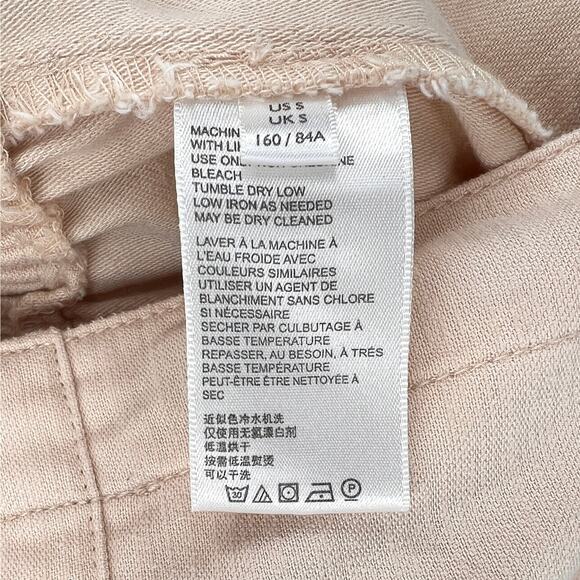 US S
UK S
160 / 84A
MACHIN
WITH LI
USE ONLY
BLEACH
TUMBLE DRY LOW
LOW IRON AS NEEDED
MAY BE DRY CLEANED
LAVER À LA MACHINE À
L'EAU FROIDE AVEC
COULEURS SIMILAIRES
UTILISER UN AGENT DE
BLANCHIMENT SANS CHLORE
SI NÉCESSAIRE
SECHER PAR CULBUTAGE À
BASSE TEMPERATURE
REPASSER, AU BESOIN, À TRÉS
BASSE TEMPÉRATURE
PEUT-ÊTRE ÊTRE NETTOYÉE À
SEC
近似色冷水机洗
仅使用无氯漂白剂
低温烘干
按需低温熨烫
可以干洗
30 P